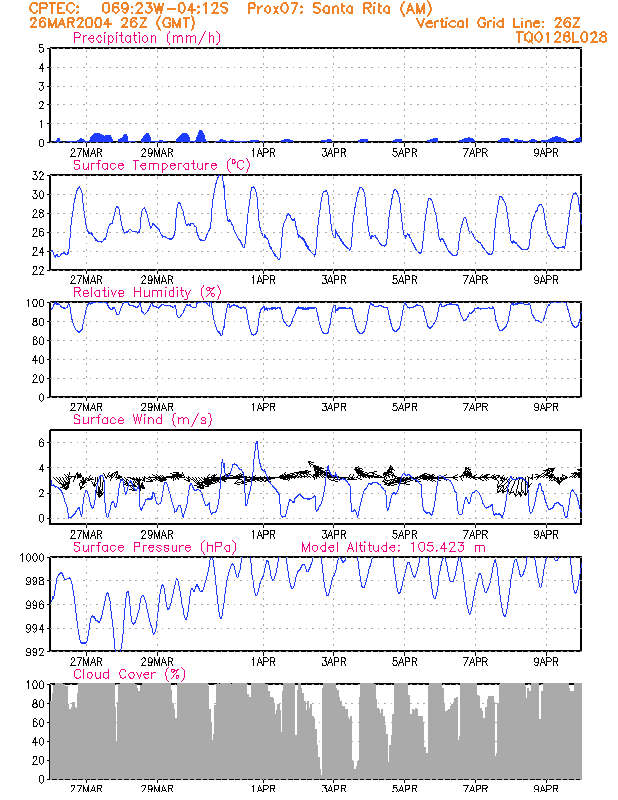 CPTEC: 069:23W-04:12S Prox07: Santa Rita (AM)
26MAR2004 26Z (GMT) Vertical Grid Line: 26Z
Precipitation (mm/h) TQ0126L028
5
4
3
2
1
0
27MAR 29MAR 1APR 3APR 5APR 7APR 9APR
Surface Temperature (ºC)
32
30
28
26
24
22
27MAR 29MAR 1APR 3APR 5APR 7APR 9APR
Relative Humidity (%)
100
80
60
40
20
0
27MAR 29MAR 1APR 3APR 5APR 7APR 9APR
Surface Wind (m/s)
6
4
2
0
27MAR 29MAR 1APR 3APR 5APR 7APR 9APR
Surface Pressure (hPa) Model Altitude: 105.423 m
1000
998
996
994
992
27MAR 29MAR 1APR 3APR 5APR 7APR 9APR
Cloud Cover (%)
100
80
60
40
20
0
27MAR 29MAR 1APR 3APR 5APR 7APR 9APR